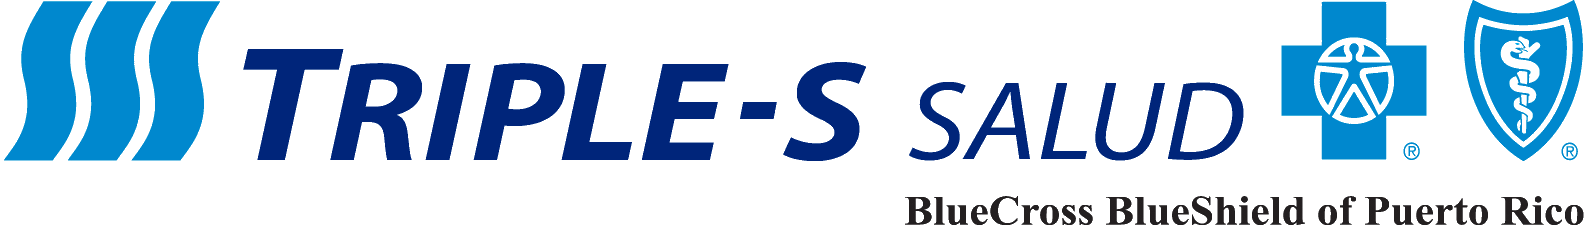 TRIPLE-S SALUD ® ®
BlueCross BlueShield of Puerto Rico